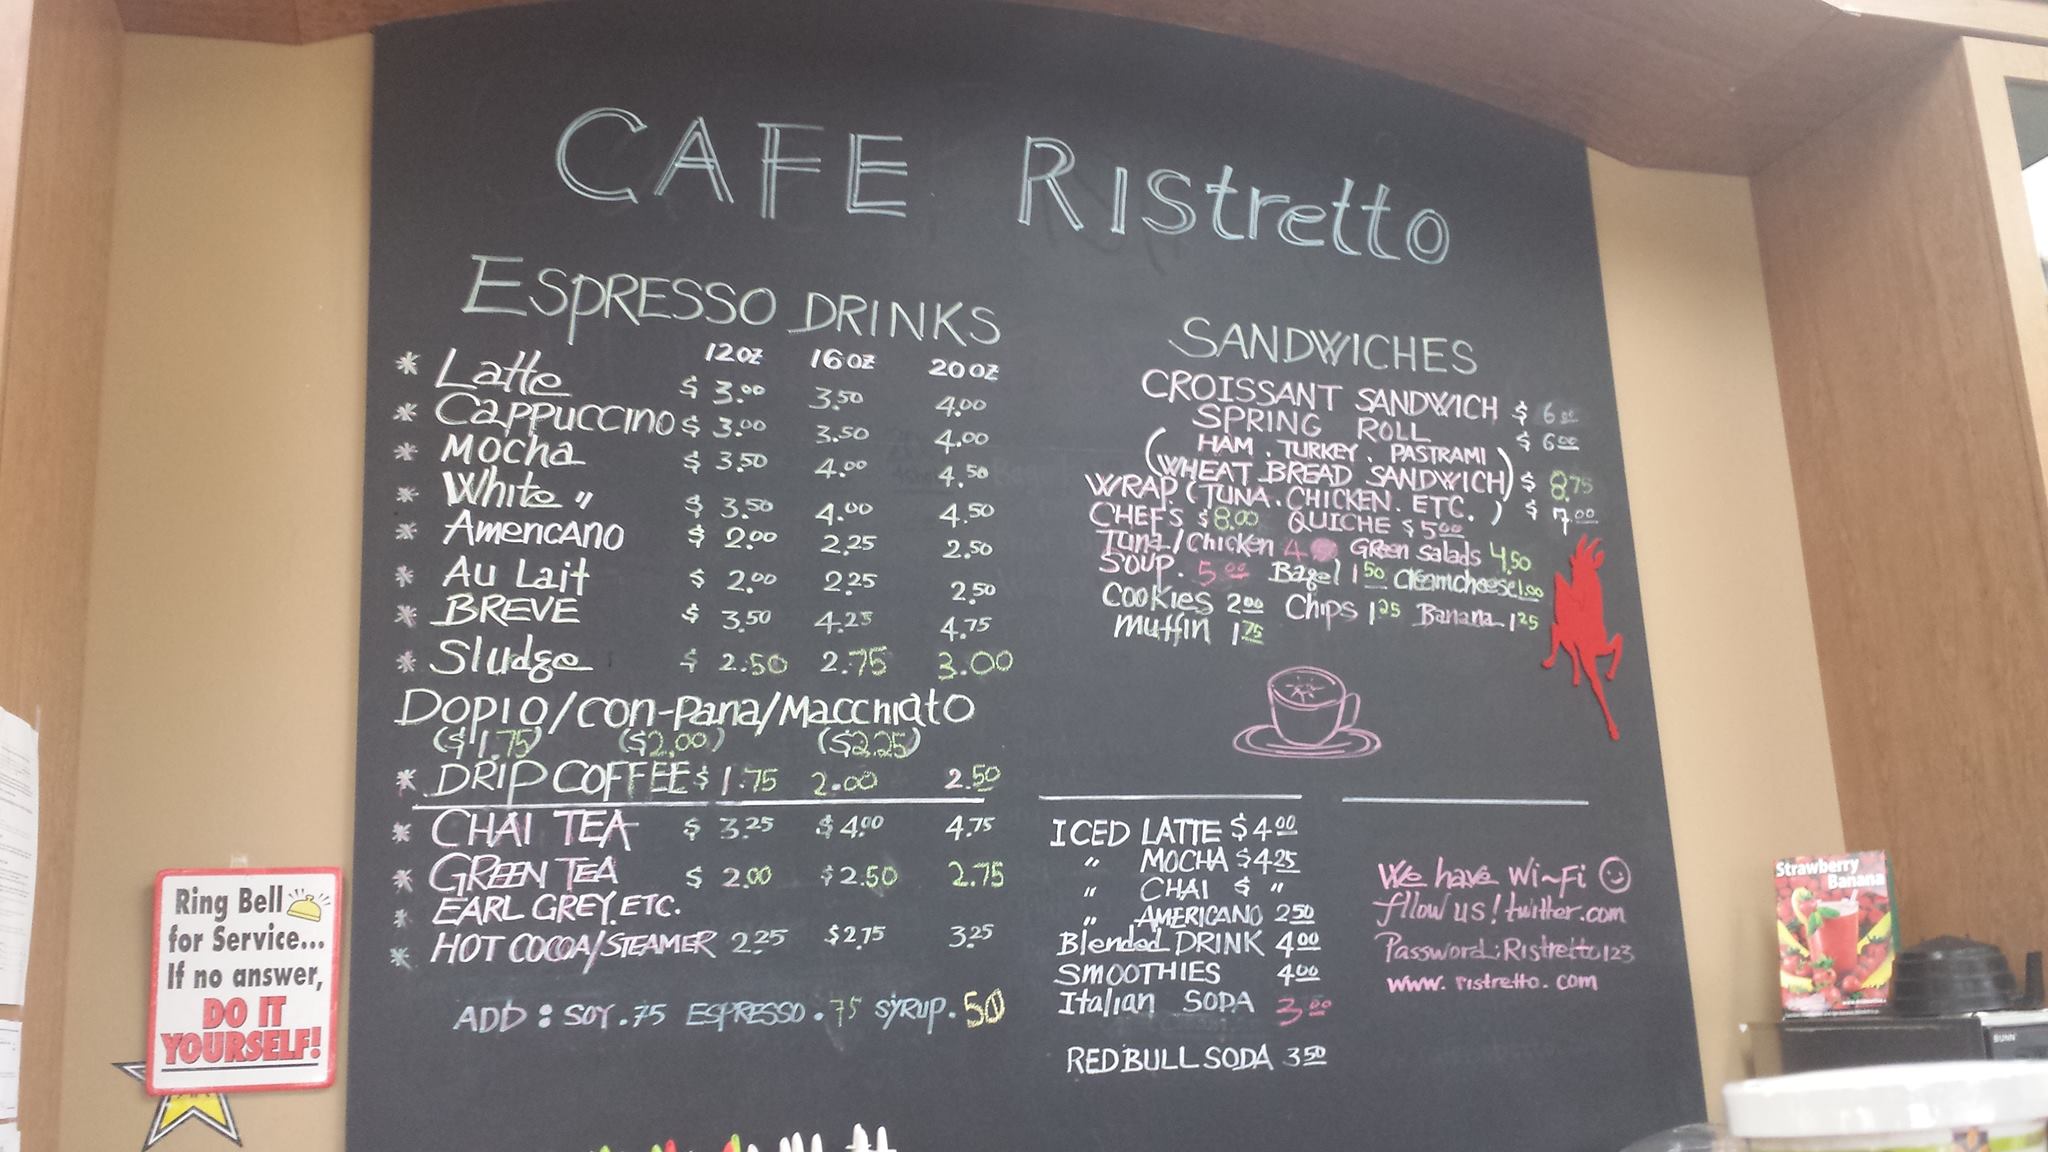 CAFE Ristretto
ESPRESSO DRINKS
12oz 16oz 20oz
* Latte $ 3.00 3.50 4.00
* Cappuccino $ 3.00 3.50 4.00
* Mocha $ 3.50 4.00 4.50
* White " $ 3.50 4.00 4.50
* Americano $ 2.00 2.25 2.50
* Au Lait $ 2.00 2.25 2.50
* BREVE $ 3.50 4.25 4.75
* Sludge $ 2.50 2.75 3.00
Dopio/con-Pana/Macchiato
($1.75) ($2.00) ($2.25)
* DRIP COFFEE $ 1.75 2.00 2.50
* CHAI TEA $ 3.25 $4.00 4.75
* GREEN TEA $ 2.00 $2.50 2.75
* EARL GREY. ETC.
* HOT COCOA/STEAMER 2.25 $2.75 3.25
ADD : SOY .75 ESPRESSO .75 SYRUP .50
SANDWICHES
CROISSANT SANDWICH $ 6.00
SPRING ROLL $ 6.00
(HAM . TURKEY . PASTRAMI
WHEAT BREAD SANDWICH) $ 8.75
WRAP (TUNA . CHICKEN. ETC.) $ 7.00
CHEFS $8.00 QUICHE $5.00
Tuna/Chicken 4 Green Salads 4.50
SOUP. 5.00 Bagel 1.50 Creamcheese 1.00
COOKIES 2.00 Chips 1.25 Banana 1.25
Muffin 1.75
ICED LATTE $4.00
" MOCHA $4.25
" CHAI $ "
" AMERICANO 2.50
Blended DRINK 4.00
SMOOTHIES 4.00
Italian SODA 3.00
RED BULL SODA 3.50
We have Wi~Fi
fllow us! twitter.com
Password: Ristretto123
www. ristretto. com
Ring Bell
for Service...
If no answer,
DO IT
YOURSELF!
Strawberry
Banana
BUNN